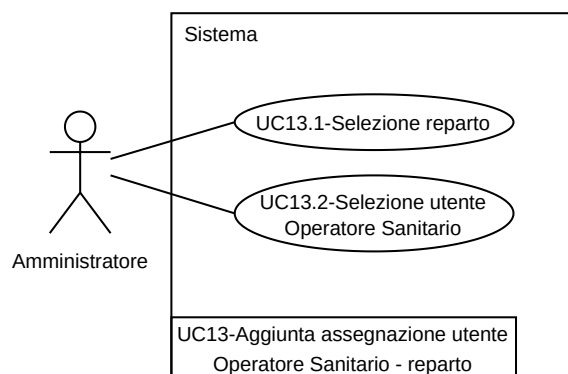 Sistema
UC13.1-Selezione reparto
UC13.2-Selezione utente
Operatore Sanitario
Amministratore
UC13-Aggiunta assegnazione utente
Operatore Sanitario - reparto